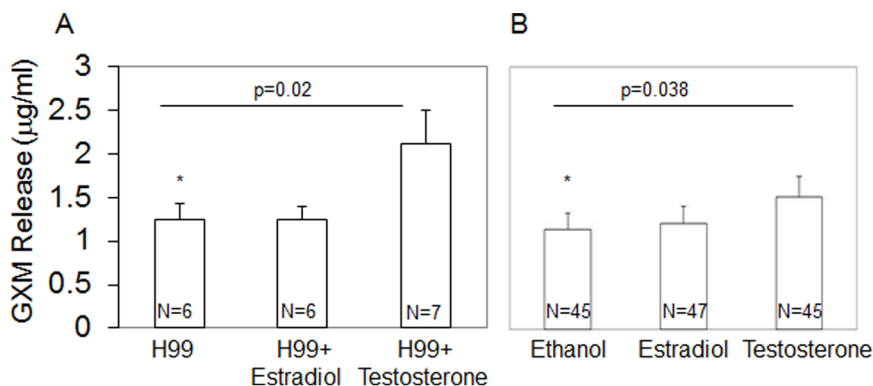 A
GXM Release (µg/ml)
3
2.5
2
1.5
1
0.5
0
p=0.02
*
N=6
N=6
N=7
H99
H99+
Estradiol
H99+
Testosterone
B
p=0.038
*
N=45
N=47
N=45
Ethanol
Estradiol
Testosterone